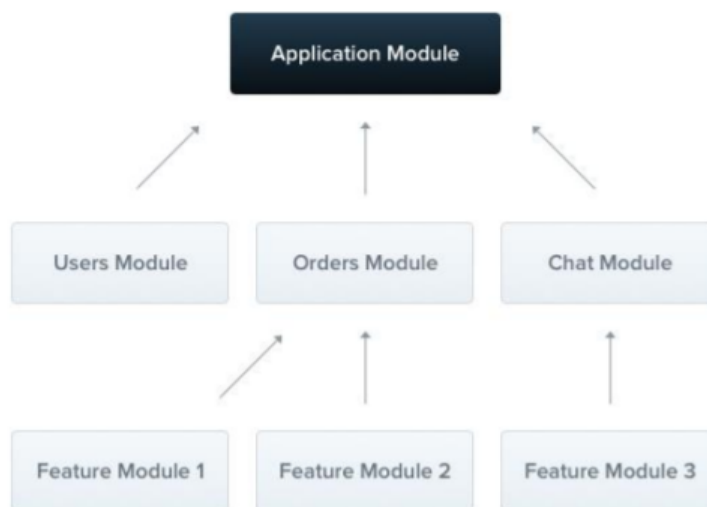 Application Module
Users Module
Orders Module
Chat Module
Feature Module 1
Feature Module 2
Feature Module 3